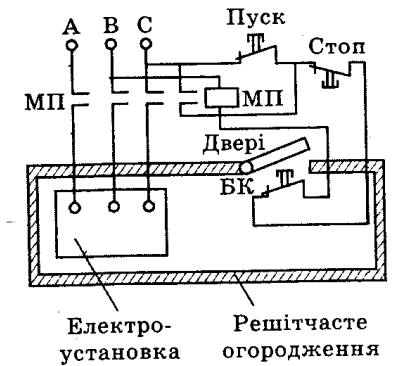 А В С
Пуск
Стоп
МП
МП
Двері
БК
Електро-
установка
Решітчасте
огородження